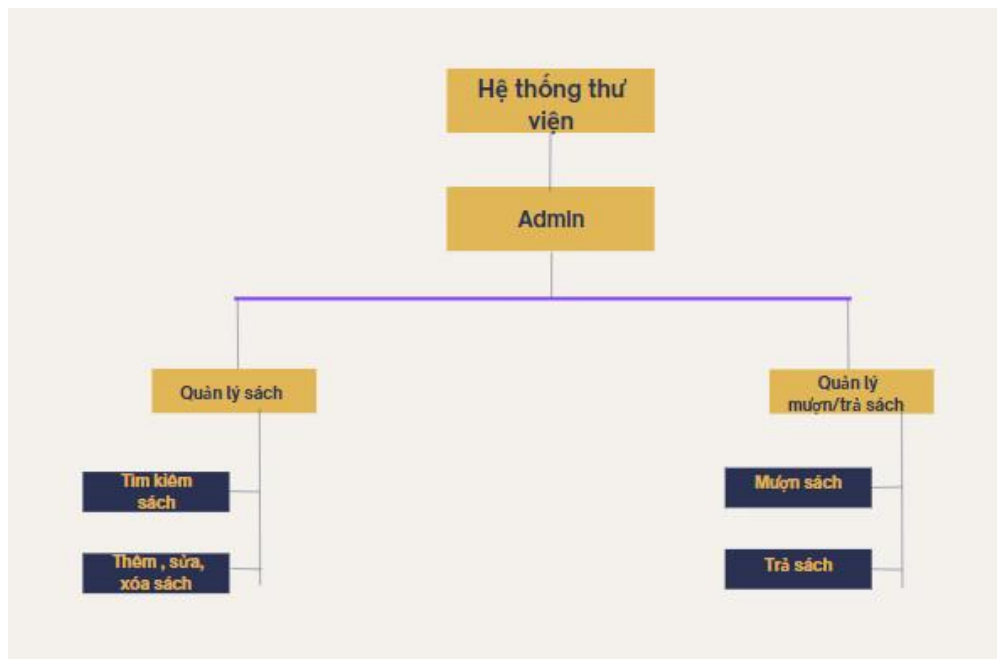 Hệ thống thư
viện
Admin
Quản lý sách
Quản lý
mượn/trả sách
Tìm kiếm
sách
Mượn sách
Thêm , sửa,
xóa sách
Trả sách